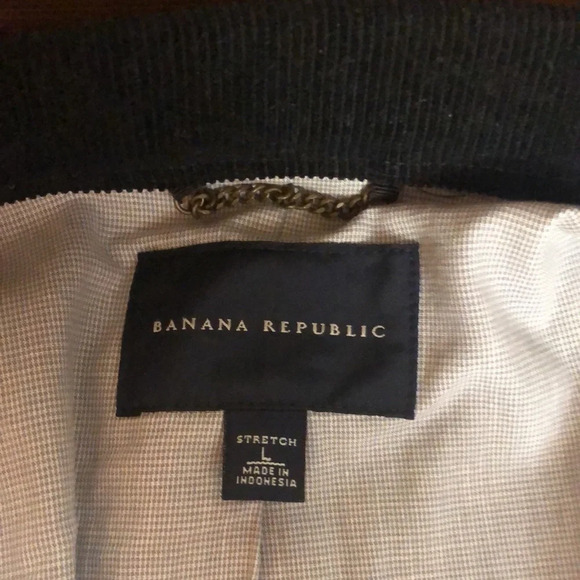 BANANA REPUBLIC
STRETCH
L
MADE IN
INDONESIA